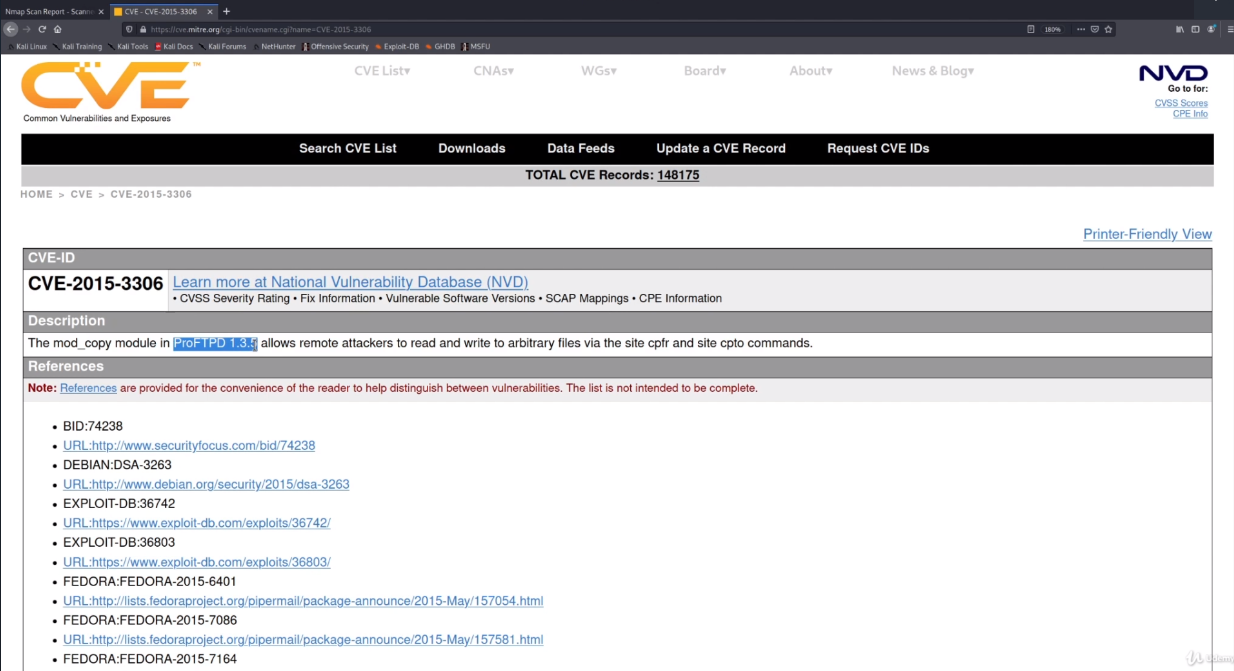 Nmap Scan Report - Scanne
CVE - CVE-2015-3306
https://cve.mitre.org/cgi-bin/cvename.cgi?name=CVE-2015-3306
160%
Kali Linux Kali Training Kali Tools Kali Docs Kali Forums NetHunter Offensive Security Exploit-DB GHDB MSFU
CVE™
Common Vulnerabilities and Exposures
CVE List▾ CNAs▾ WGs▾ Board▾ About▾ News & Blog▾
NVD
Go to for:
CVSS Scores
CPE Info
Search CVE List Downloads Data Feeds Update a CVE Record Request CVE IDs
TOTAL CVE Records: 148175
HOME > CVE > CVE-2015-3306
Printer-Friendly View
CVE-ID
CVE-2015-3306 Learn more at National Vulnerability Database (NVD)
• CVSS Severity Rating • Fix Information • Vulnerable Software Versions • SCAP Mappings • CPE Information
Description
The mod_copy module in ProFTPD 1.3.5 allows remote attackers to read and write to arbitrary files via the site cpfr and site cpto commands.
References
Note: References are provided for the convenience of the reader to help distinguish between vulnerabilities. The list is not intended to be complete.
• BID:74238
• URL:http://www.securityfocus.com/bid/74238
• DEBIAN:DSA-3263
• URL:http://www.debian.org/security/2015/dsa-3263
• EXPLOIT-DB:36742
• URL:https://www.exploit-db.com/exploits/36742/
• EXPLOIT-DB:36803
• URL:https://www.exploit-db.com/exploits/36803/
• FEDORA:FEDORA-2015-6401
• URL:http://lists.fedoraproject.org/pipermail/package-announce/2015-May/157054.html
• FEDORA:FEDORA-2015-7086
• URL:http://lists.fedoraproject.org/pipermail/package-announce/2015-May/157581.html
• FEDORA:FEDORA-2015-7164
Udemy